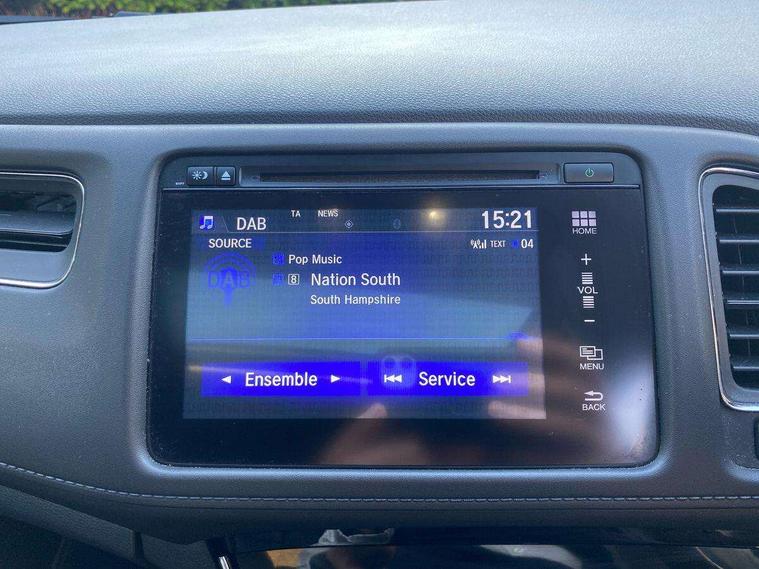 DAB
TA NEWS
15:21
SOURCE
TEXT 04
DAB
Pop Music
8 Nation South
South Hampshire
Ensemble
Service
HOME
+
VOL
−
MENU
BACK